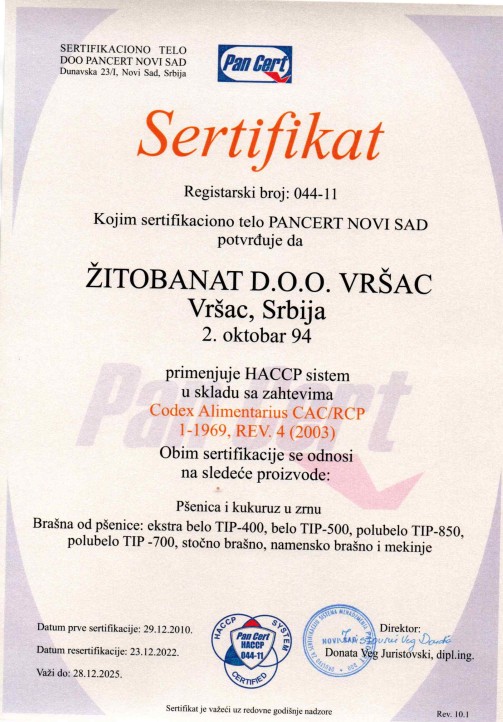 SERTIFIKACIONO TELO
DOO PANCERT NOVI SAD
Dunavska 23/I, Novi Sad, Srbija
Pan Cert
Sertifikat
Registarski broj: 044-11
Kojim sertifikaciono telo PANCERT NOVI SAD
potvrđuje da
ŽITOBANAT D.O.O. VRŠAC
Vršac, Srbija
2. oktobar 94
primenjuje HACCP sistem
u skladu sa zahtevima
Codex Alimentarius CAC/RCP
1-1969, REV. 4 (2003)
Obim sertifikacije se odnosi
na sledeće proizvode:
Pšenica i kukuruz u zrnu
Brašna od pšenice: ekstra belo TIP-400, belo TIP-500, polubelo TIP-850,
polubelo TIP -700, stočno brašno, namensko brašno i mekinje
Datum prve sertifikacije: 29.12.2010.
Datum resertifikacije: 23.12.2022.
Važi do: 28.12.2025.
HACCP SYSTEM
Pan Cert
HACCP
044-11
CERTIFIED
NOVI SAD
Direktor:
Donata Veg Juristovski, dipl.ing.
Sertifikat je važeći uz redovne godišnje nadzore
Rev. 10.1